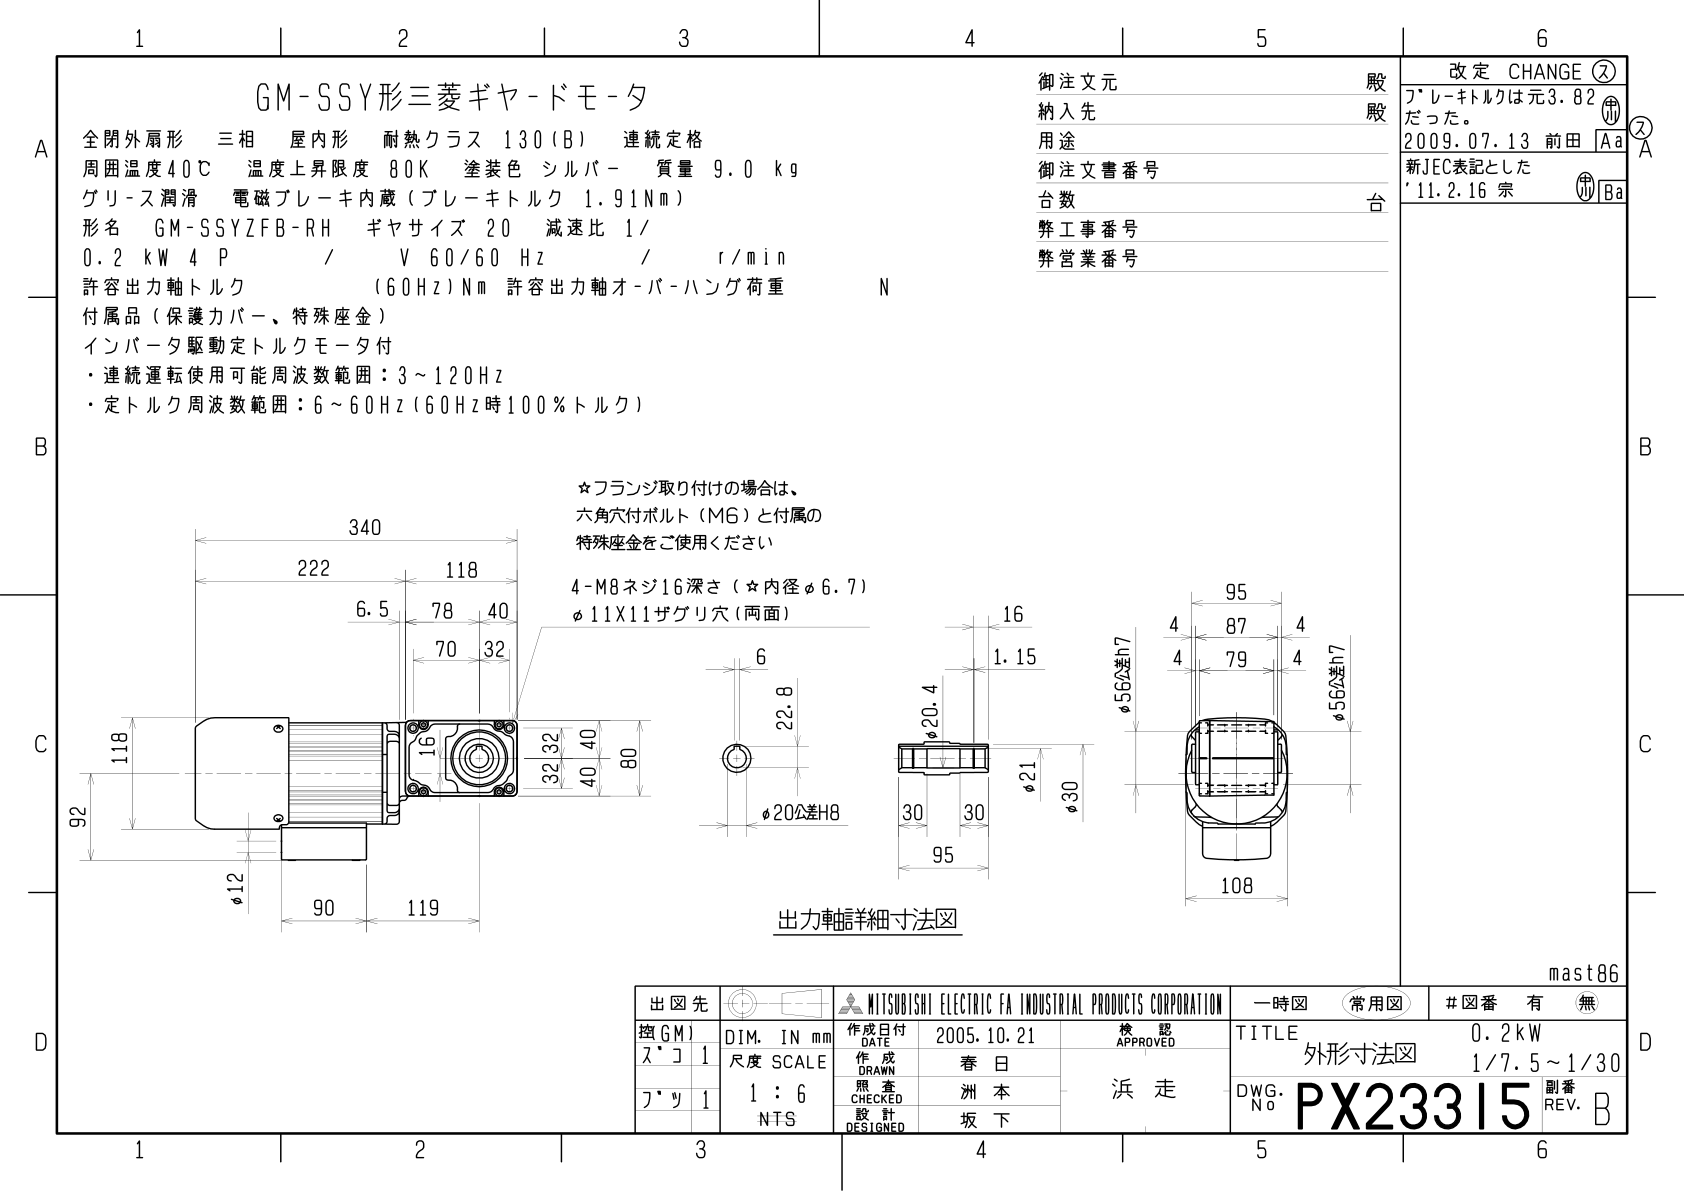 1 2 3 4 5 6
GM-SSY形三菱ギヤ-ドモータ
全閉外扇形 三相 屋内形 耐熱クラス 130(B) 連続定格
周囲温度40℃ 温度上昇限度 80K 塗装色 シルバー 質量 9.0 kg
グリース潤滑 電磁ブレーキ内蔵(ブレーキトルク 1.91Nm)
形名 GM-SSYZFB-RH ギヤサイズ 20 減速比 1/
0.2 kW 4 P / V 60/60 Hz / r/min
許容出力軸トルク (60Hz)Nm 許容出力軸オ-バ-ハング荷重 N
付属品(保護カバー、特殊座金)
インバータ駆動定トルクモータ付
・連続運転使用可能周波数範囲:3~120Hz
・定トルク周波数範囲:6~60Hz(60Hz時100%トルク)
御注文元 殿
納入先 殿
用途
御注文書番号
台数 台
弊工事番号
弊営業番号
改定 CHANGE ス
ブレーキトルクは元3.82
だった。
2009.07.13 前田 Aa
新JEC表記とした
'11.2.16 宗 Ba
ス
A A
B B
C C
D D
☆フランジ取り付けの場合は、
六角穴付ボルト(M6)と付属の
特殊座金をご使用ください
4-M8ネジ16深さ(☆内径φ6.7)
φ11X11ザグリ穴(両面)
340
222 118
6.5 78 40
70 32
118
92
16
32 40
32 40
80
φ12
90 119
6
22.8
φ20公差H8
16
1.15
φ20.4
φ21
φ30
30 30
95
95
4 87 4
4 79 4
φ56公差h7
φ56公差h7
108
出力軸詳細寸法図
mast86
出図先
控(GM)
スﾞコ 1
フﾞツ 1
DIM. IN mm
尺度 SCALE
1 : 6
NTS
MITSUBISHI ELECTRIC FA INDUSTRIAL PRODUCTS CORPORATION
作成日付 DATE 2005.10.21
作成 DRAWN 春日
照査 CHECKED 洲本
設計 DESIGNED 坂下
検認 APPROVED
浜走
一時図 常用図 #図番 有 無
TITLE 外形寸法図
0.2kW
1/7.5~1/30
DWG. No PX23315
副番 REV. B
1 2 3 4 5 6